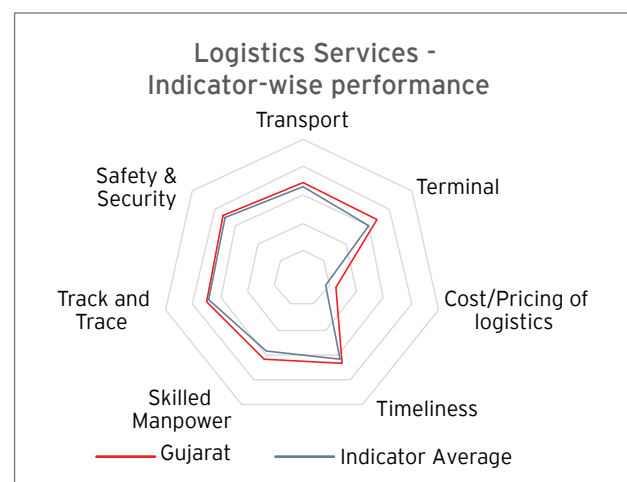 Logistics Services -
Indicator-wise performance
Transport
Safety &
Security
Terminal
Track and
Trace
Cost/Pricing of
logistics
Skilled
Manpower
Timeliness
Gujarat
Indicator Average